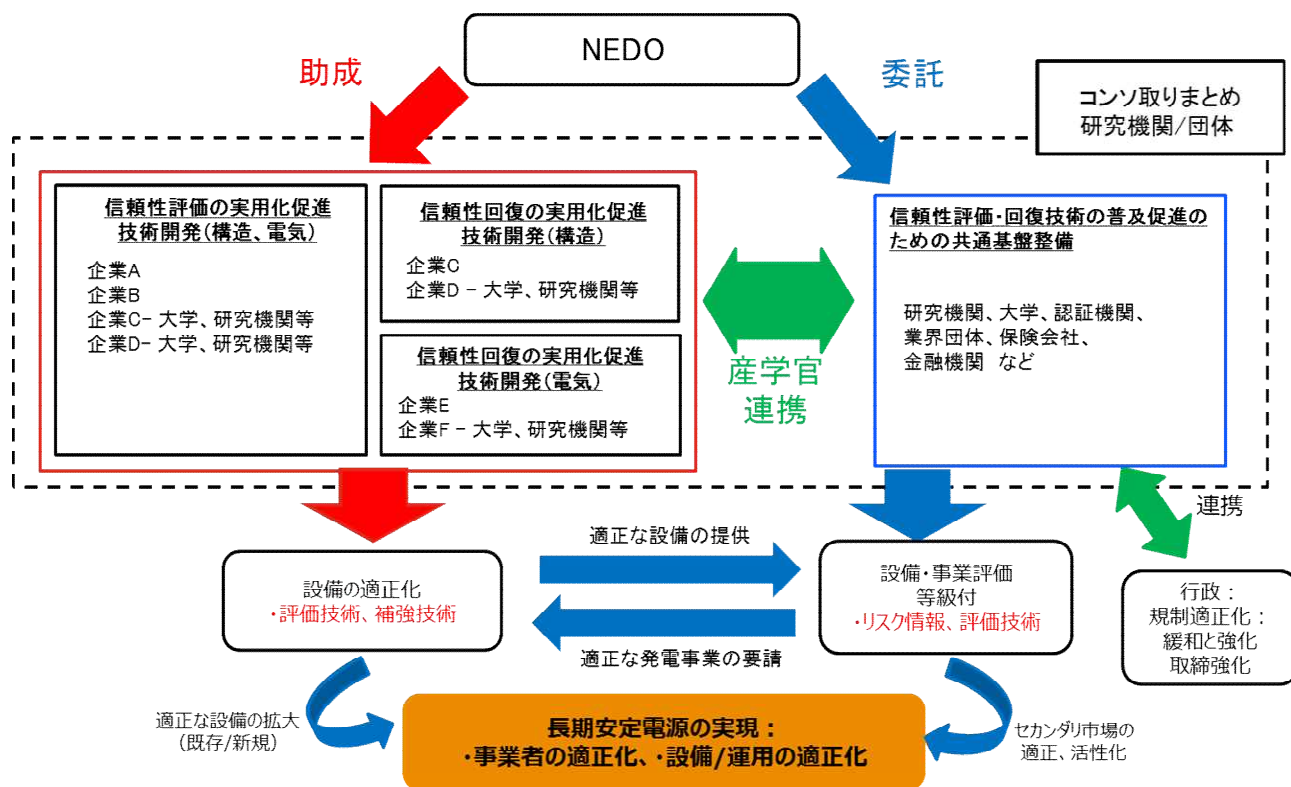 NEDO
助成
委託
コンソ取りまとめ
研究機関/団体
信頼性評価の実用化促進
技術開発(構造、電気)
企業A
企業B
企業C- 大学、研究機関等
企業D- 大学、研究機関等
信頼性回復の実用化促進
技術開発(構造)
企業C
企業D - 大学、研究機関等
信頼性回復の実用化促進
技術開発(電気)
企業E
企業F - 大学、研究機関等
産学官
連携
信頼性評価・回復技術の普及促進の
ための共通基盤整備
研究機関、大学、認証機関、
業界団体、保険会社、
金融機関 など
連携
設備の適正化
・評価技術、補強技術
適正な設備の提供
適正な発電事業の要請
設備・事業評価
等級付
・リスク情報、評価技術
行政：
規制適正化：
緩和と強化
取締強化
適正な設備の拡大
(既存/新規)
長期安定電源の実現：
・事業者の適正化、・設備/運用の適正化
セカンダリ市場の
適正、活性化